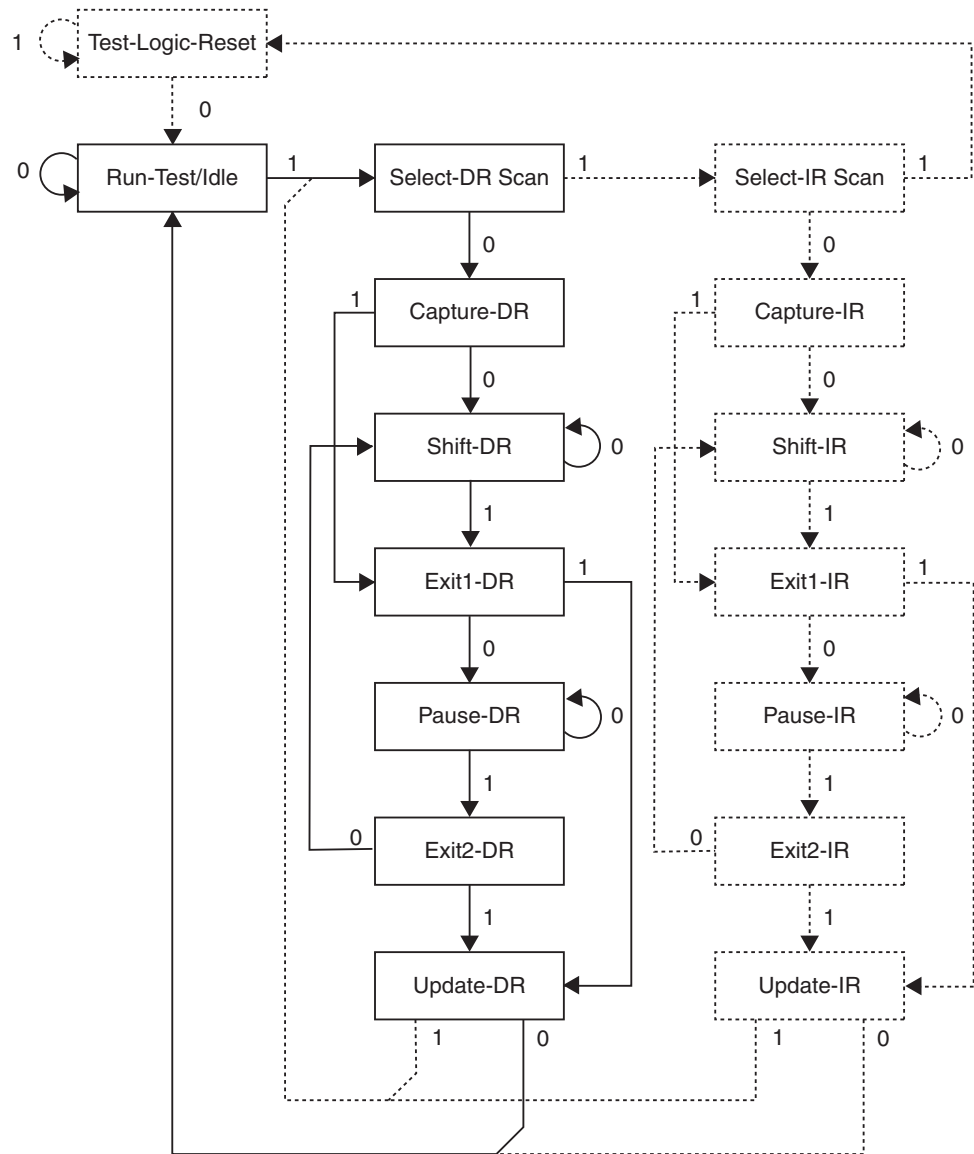 1
Test-Logic-Reset
0
0
Run-Test/Idle
1
Select-DR Scan
1
Select-IR Scan
1
0
0
1
Capture-DR
1
Capture-IR
0
0
Shift-DR
0
Shift-IR
0
1
1
Exit1-DR
1
Exit1-IR
1
0
0
Pause-DR
0
Pause-IR
0
1
1
0
Exit2-DR
0
Exit2-IR
1
1
Update-DR
Update-IR
1
0
1
0